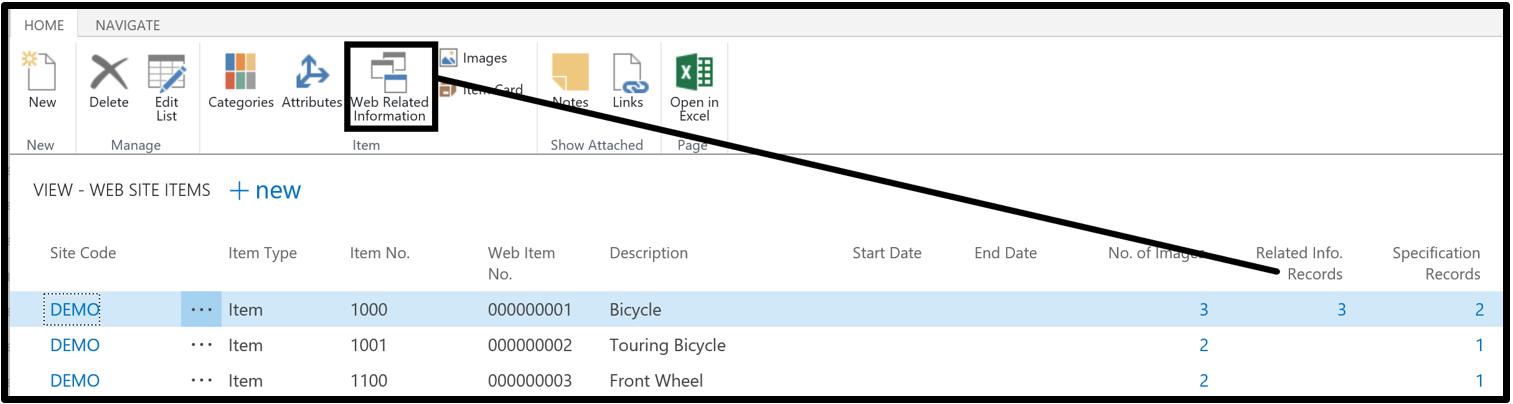 HOME NAVIGATE
New
Delete
Edit
List
Categories
Attributes
Web Related
Information
Images
Item Card
Notes
Links
Open in
Excel
New Manage Item Show Attached Page
VIEW - WEB SITE ITEMS + new
Site Code Item Type Item No. Web Item No. Description Start Date End Date No. of Images Related Info. Records Specification Records
DEMO ··· Item 1000 000000001 Bicycle 3 3 2
DEMO ··· Item 1001 000000002 Touring Bicycle 2 1
DEMO ··· Item 1100 000000003 Front Wheel 2 1